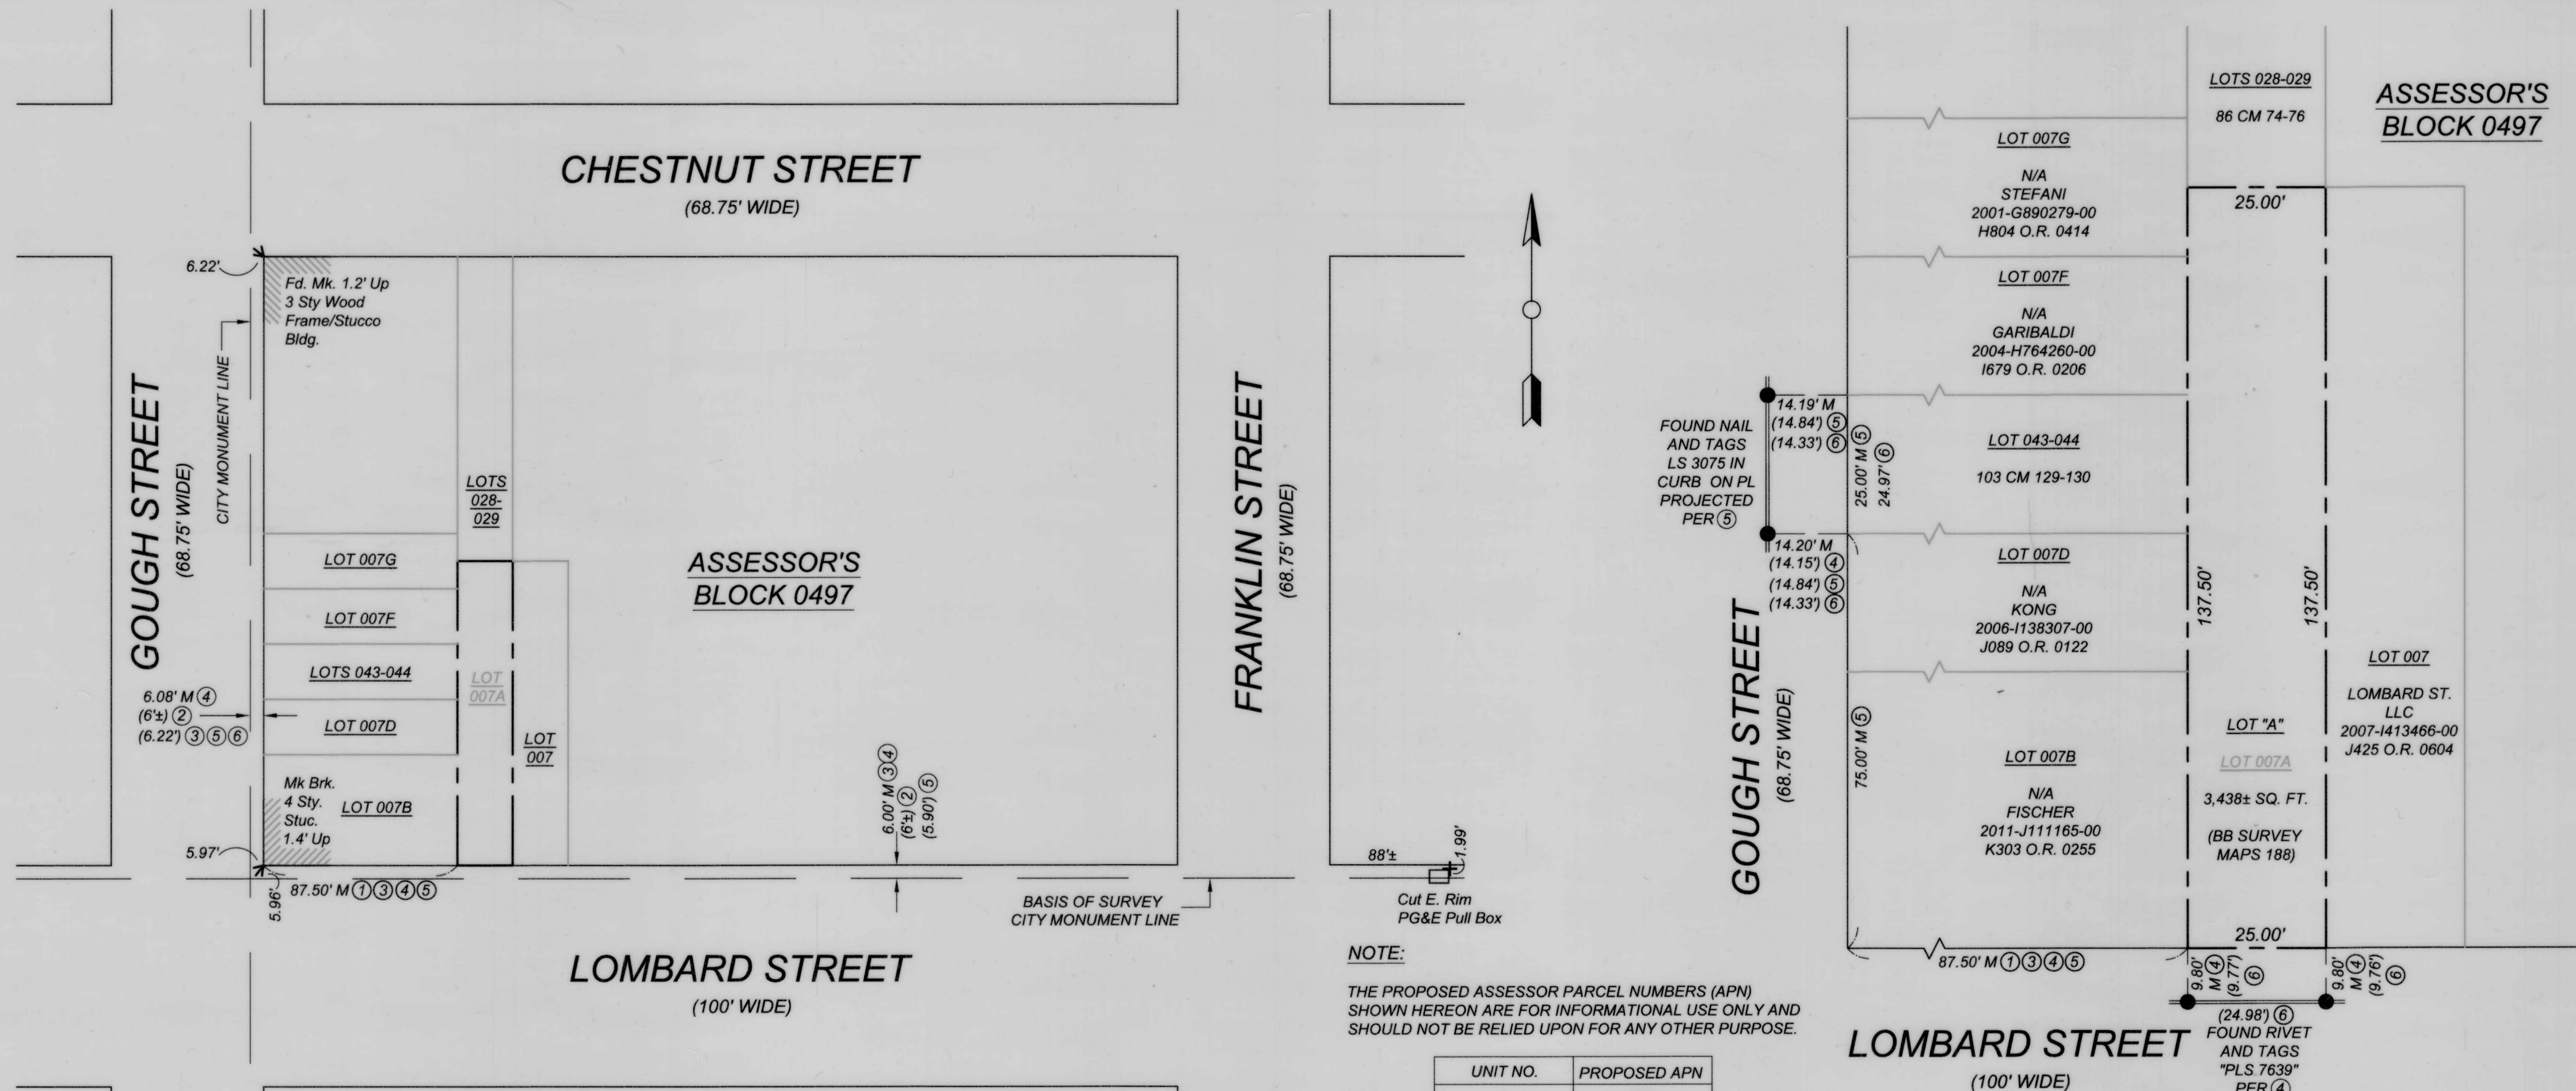 CHESTNUT STREET
(68.75' WIDE)
6.22'
Fd. Mk. 1.2' Up
3 Sty Wood
Frame/Stucco
Bldg.
CITY MONUMENT LINE
GOUGH STREET
(68.75' WIDE)
LOTS
028-
029
LOT 007G
LOT 007F
LOTS 043-044
LOT 007D
LOT
007A
LOT
007
6.08' M ④
(6'±) ②
(6.22') ③ ⑤ ⑥
Mk Brk.
4 Sty.
Stuc.
1.4' Up
LOT 007B
5.97'
5.96'
87.50' M ① ③ ④ ⑤
ASSESSOR'S
BLOCK 0497
6.00' M ③ ④
(6'±) ②
(5.90') ⑤
FRANKLIN STREET
(68.75' WIDE)
88'±
1.99'
Cut E. Rim
PG&E Pull Box
BASIS OF SURVEY
CITY MONUMENT LINE
LOMBARD STREET
(100' WIDE)
NOTE:
THE PROPOSED ASSESSOR PARCEL NUMBERS (APN)
SHOWN HEREON ARE FOR INFORMATIONAL USE ONLY AND
SHOULD NOT BE RELIED UPON FOR ANY OTHER PURPOSE.
UNIT NO. PROPOSED APN
LOTS 028-029
86 CM 74-76
ASSESSOR'S
BLOCK 0497
LOT 007G
N/A
STEFANI
2001-G890279-00
H804 O.R. 0414
25.00'
LOT 007F
N/A
GARIBALDI
2004-H764260-00
I679 O.R. 0206
FOUND NAIL
AND TAGS
LS 3075 IN
CURB ON PL
PROJECTED
PER ⑤
14.19' M
(14.84') ⑤
(14.33') ⑥
25.00' M ⑤
24.97' ⑥
LOT 043-044
103 CM 129-130
14.20' M
(14.15') ④
(14.84') ⑤
(14.33') ⑥
LOT 007D
N/A
KONG
2006-I138307-00
J089 O.R. 0122
137.50'
137.50'
GOUGH STREET
(68.75' WIDE)
75.00' M ⑤
LOT 007B
N/A
FISCHER
2011-J111165-00
K303 O.R. 0255
LOT "A"
LOT 007A
3,438± SQ. FT.
(BB SURVEY
MAPS 188)
LOT 007
LOMBARD ST.
LLC
2007-I413466-00
J425 O.R. 0604
25.00'
87.50' M ① ③ ④ ⑤
9.80'
M ④
(9.77')
⑥
9.80'
M ④
(9.76')
⑥
(24.98') ⑥
FOUND RIVET
AND TAGS
"PLS 7639"
PER ④
LOMBARD STREET
(100' WIDE)